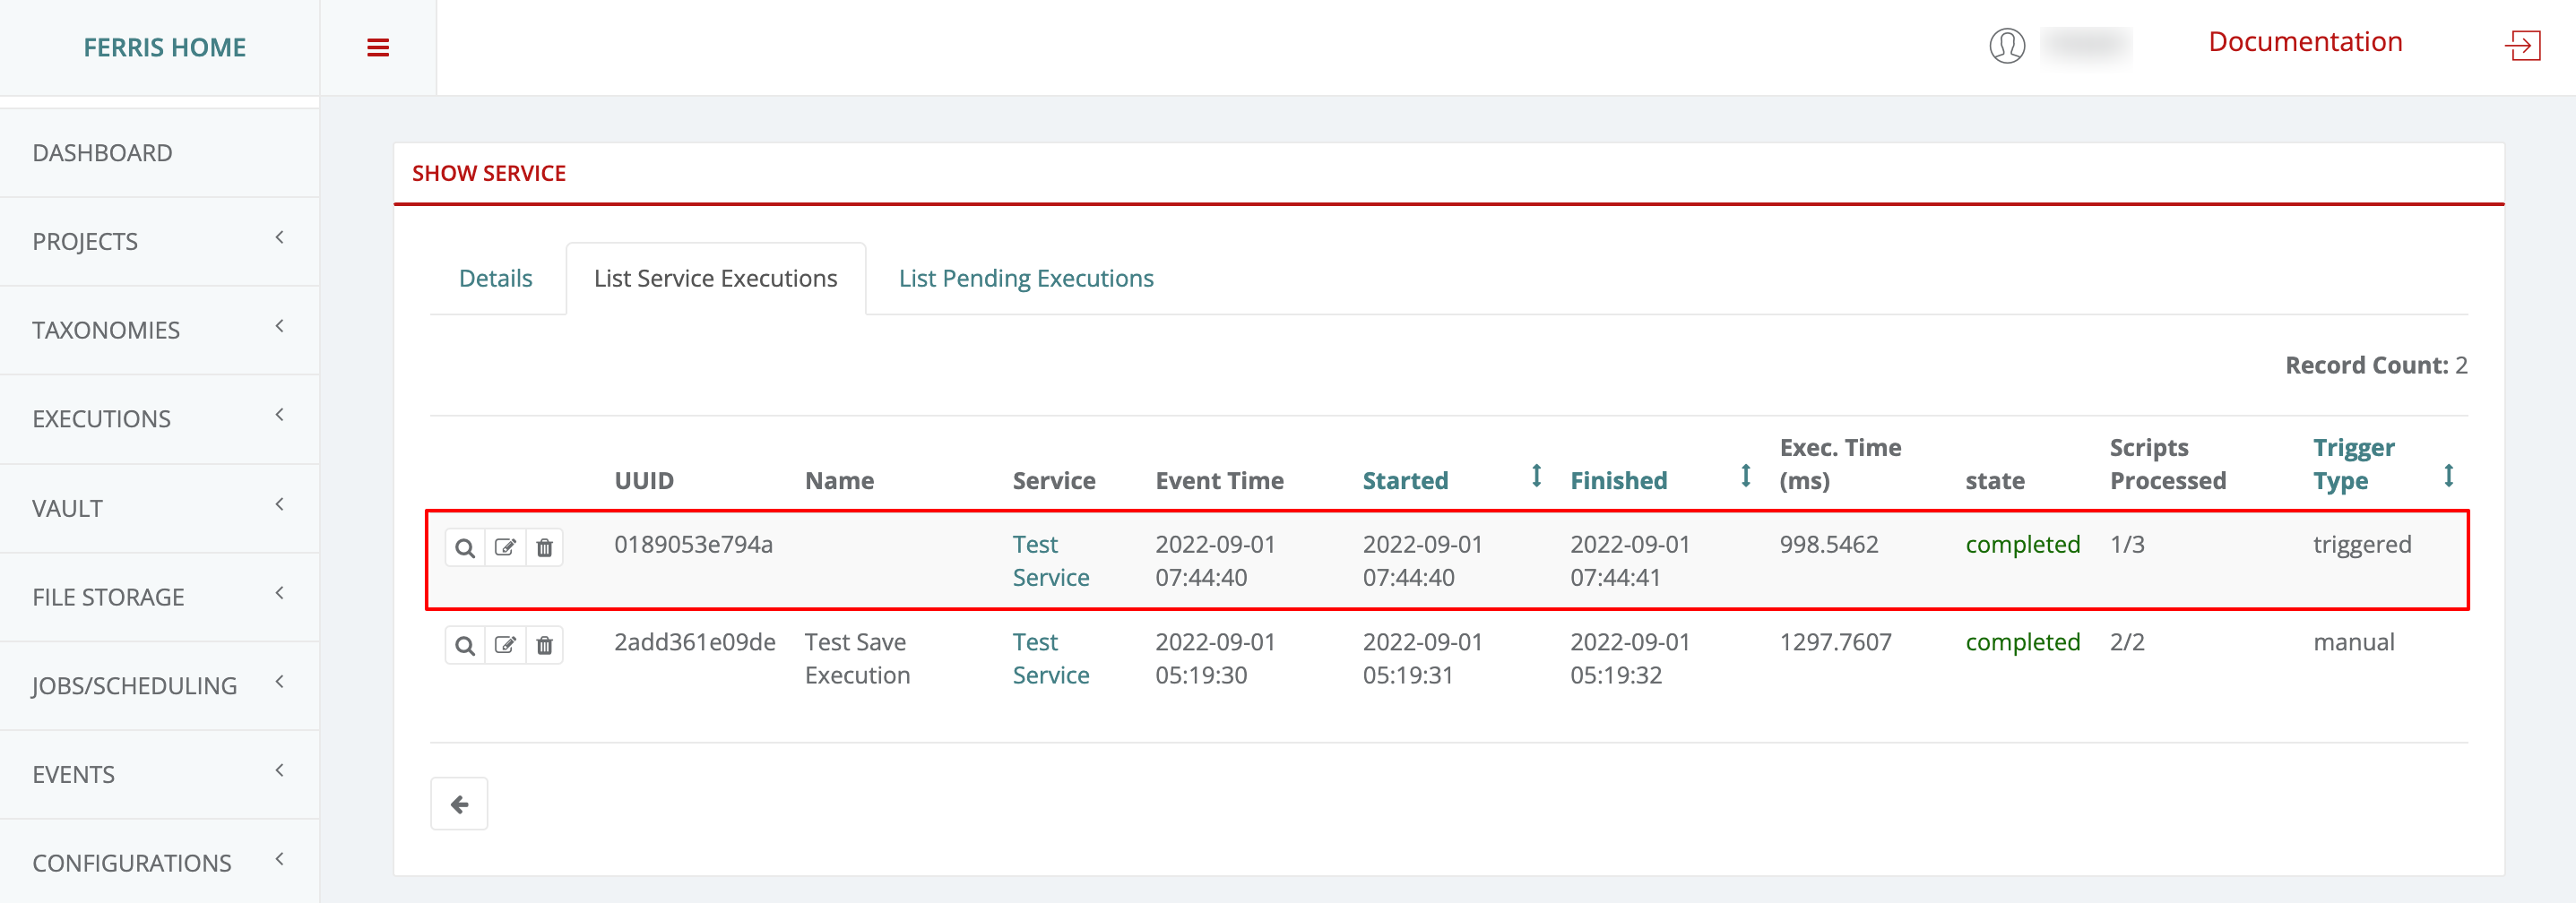 FERRIS HOME
Documentation
DASHBOARD
PROJECTS
TAXONOMIES
EXECUTIONS
VAULT
FILE STORAGE
JOBS/SCHEDULING
EVENTS
CONFIGURATIONS
SHOW SERVICE
Details
List Service Executions
List Pending Executions
Record Count: 2
UUID Name Service Event Time Started Finished Exec. Time (ms) state Scripts Processed Trigger Type
0189053e794a Test Service 2022-09-01 07:44:40 2022-09-01 07:44:40 2022-09-01 07:44:41 998.5462 completed 1/3 triggered
2add361e09de Test Save Execution Test Service 2022-09-01 05:19:30 2022-09-01 05:19:31 2022-09-01 05:19:32 1297.7607 completed 2/2 manual